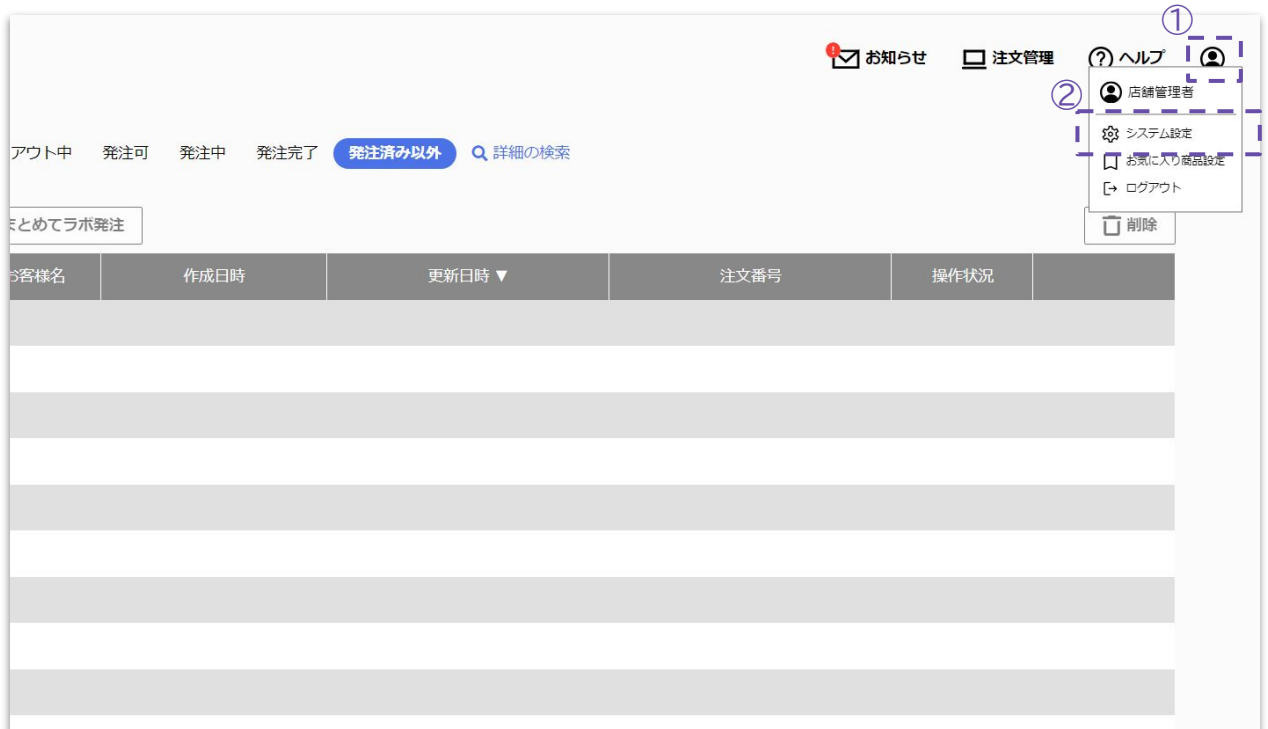 ①
! お知らせ 注文管理 ? ヘルプ
②
店舗管理者
システム設定
お気に入り商品設定
ログアウト
アウト中 発注可 発注中 発注完了 発注済み以外 詳細の検索
まとめてラボ発注 削除
お客様名 作成日時 更新日時 ▼ 注文番号 操作状況